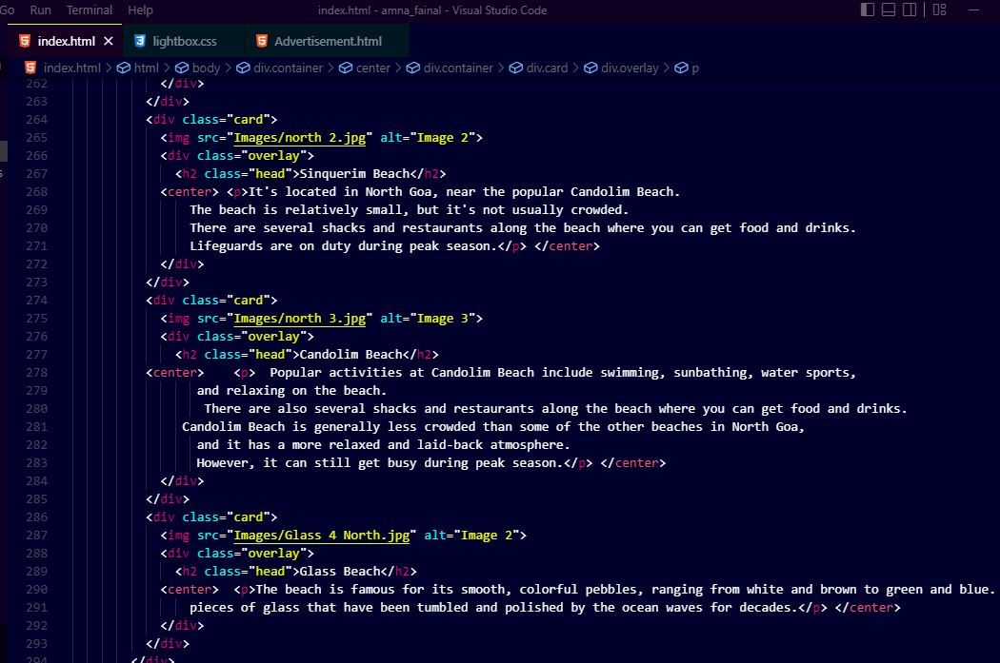 Go Run Terminal Help index.html - amna_fainal - Visual Studio Code
index.html lightbox.css Advertisement.html
index.html > html > body > div.container > center > div.container > div.card > div.overlay > p
262 </div>
263 </div>
264 <div class="card">
265 <img src="Images/north 2.jpg" alt="Image 2">
266 <div class="overlay">
267 <h2 class="head">Sinquerim Beach</h2>
268 <center> <p>It's located in North Goa, near the popular Candolim Beach.
269 The beach is relatively small, but it's not usually crowded.
270 There are several shacks and restaurants along the beach where you can get food and drinks.
271 Lifeguards are on duty during peak season.</p> </center>
272 </div>
273 </div>
274 <div class="card">
275 <img src="Images/north 3.jpg" alt="Image 3">
276 <div class="overlay">
277 <h2 class="head">Candolim Beach</h2>
278 <center> <p> Popular activities at Candolim Beach include swimming, sunbathing, water sports,
279 and relaxing on the beach.
280 There are also several shacks and restaurants along the beach where you can get food and drinks.
281 Candolim Beach is generally less crowded than some of the other beaches in North Goa,
282 and it has a more relaxed and laid-back atmosphere.
283 However, it can still get busy during peak season.</p> </center>
284 </div>
285 </div>
286 <div class="card">
287 <img src="Images/Glass 4 North.jpg" alt="Image 2">
288 <div class="overlay">
289 <h2 class="head">Glass Beach</h2>
290 <center> <p>The beach is famous for its smooth, colorful pebbles, ranging from white and brown to green and blue.
291 pieces of glass that have been tumbled and polished by the ocean waves for decades.</p> </center>
292 </div>
293 </div>
294 </div>